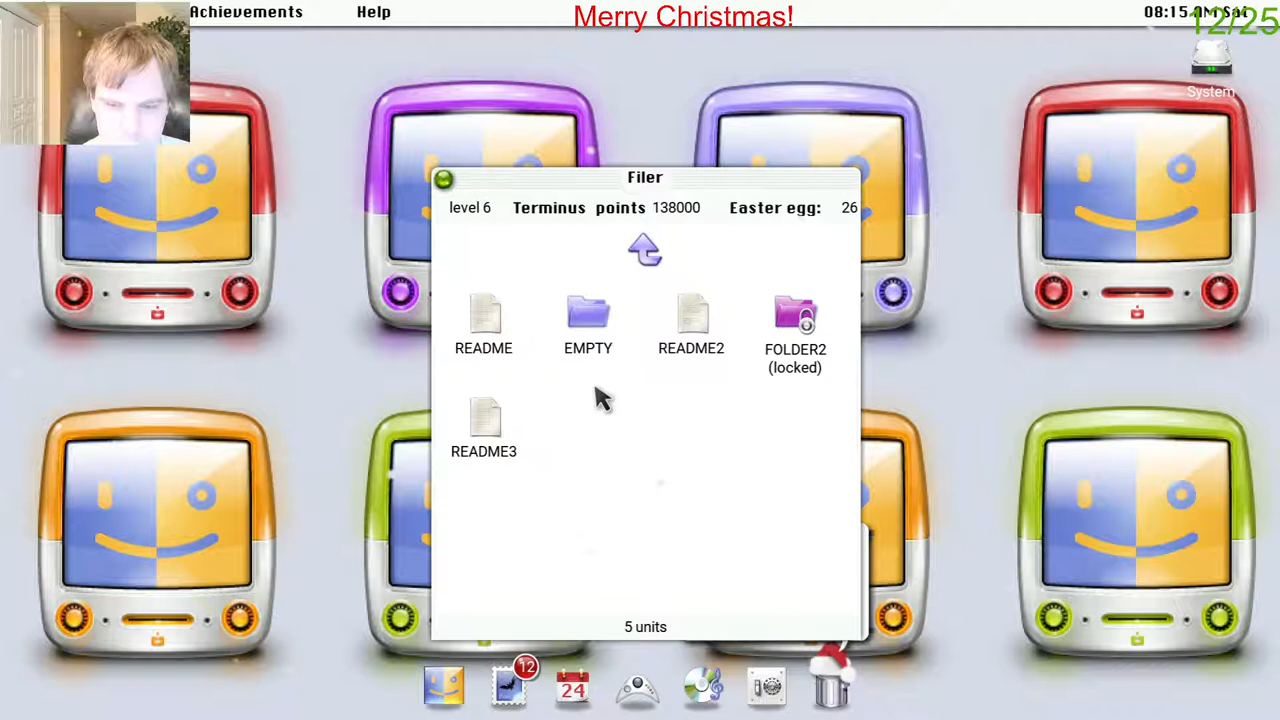 Achievements Help Merry Christmas! 08:15 AM Sat
12/25
System
Filer
level 6 Terminus points 138000 Easter egg: 26
README EMPTY README2 FOLDER2
(locked)
README3
5 units
12
24